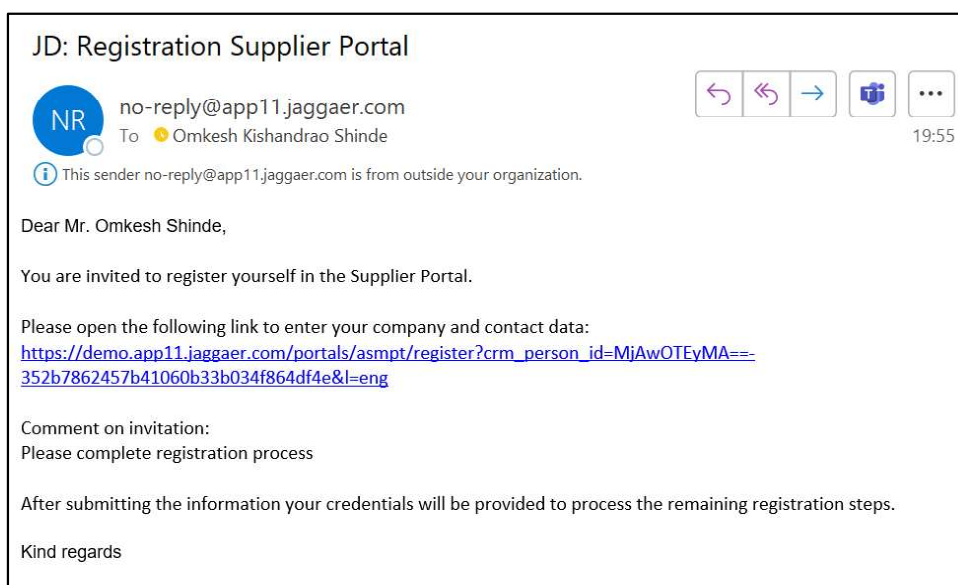 JD: Registration Supplier Portal
NR
no-reply@app11.jaggaer.com
To Omkesh Kishandrao Shinde
19:55
This sender no-reply@app11.jaggaer.com is from outside your organization.
Dear Mr. Omkesh Shinde,
You are invited to register yourself in the Supplier Portal.
Please open the following link to enter your company and contact data:
https://demo.app11.jaggaer.com/portals/asmpt/register?crm_person_id=MjAwOTEyMA==-
352b7862457b41060b33b034f864df4e&l=eng
Comment on invitation:
Please complete registration process
After submitting the information your credentials will be provided to process the remaining registration steps.
Kind regards